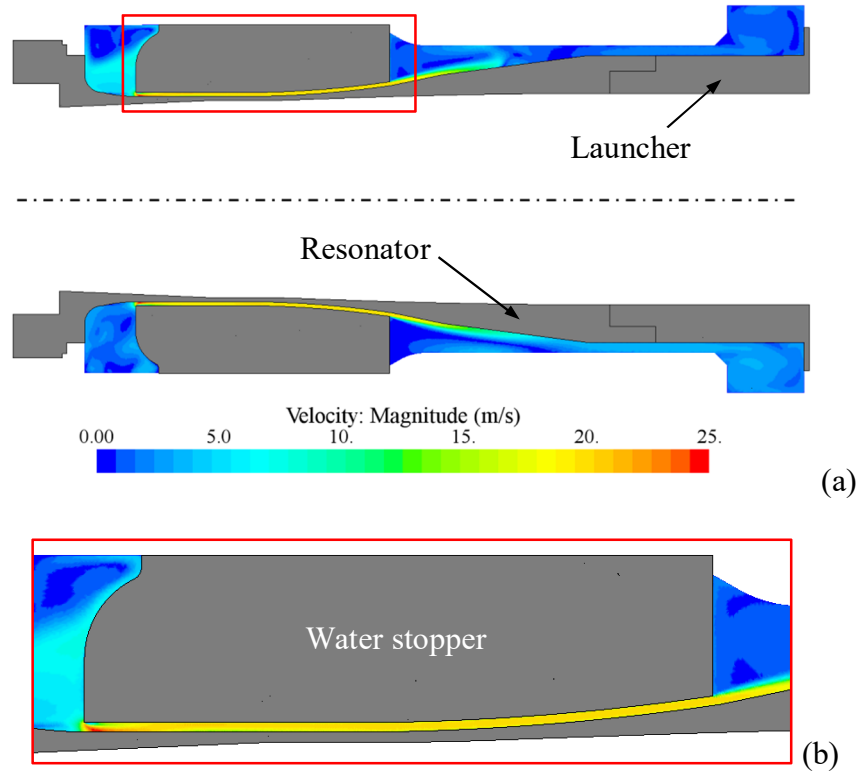 Launcher
Resonator
Velocity: Magnitude (m/s)
0.00 5.0 10. 15. 20. 25.
(a)
Water stopper
(b)